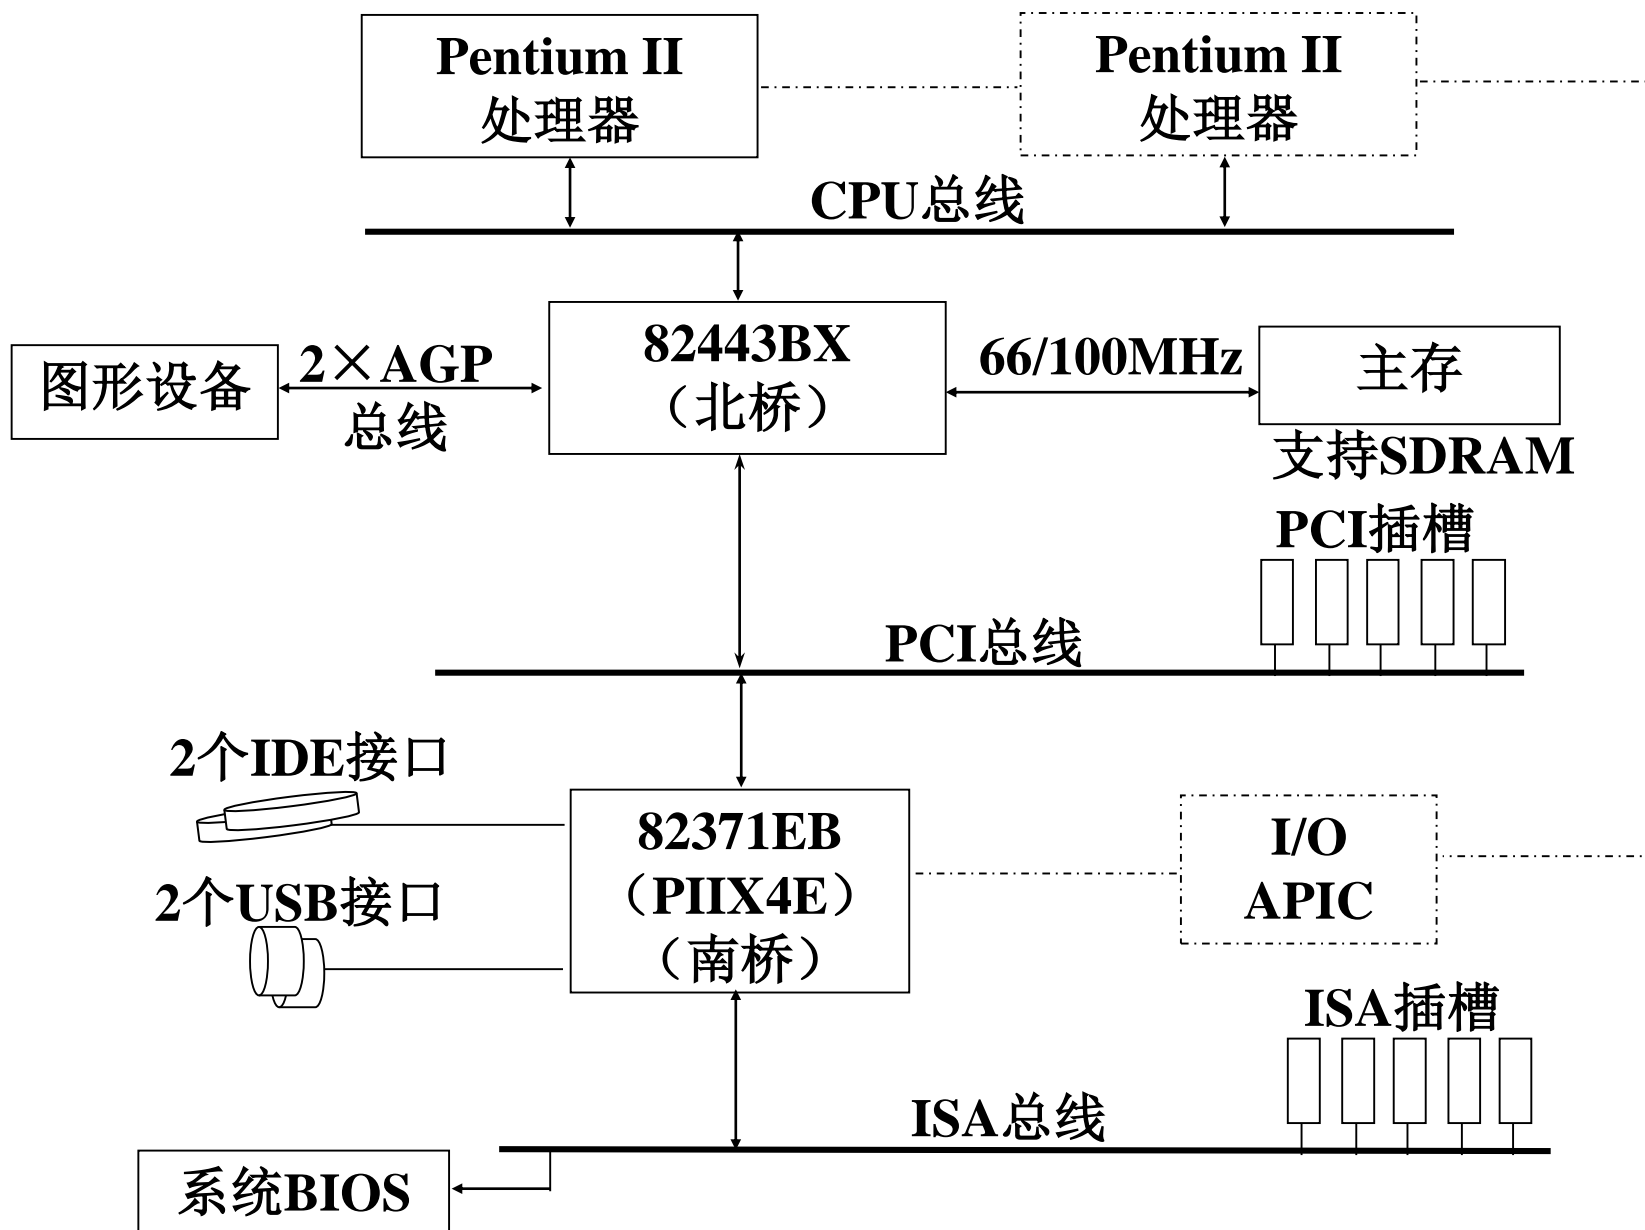 Pentium II
处理器
Pentium II
处理器
CPU总线
82443BX
（北桥）
图形设备
2×AGP
总线
66/100MHz
主存
支持SDRAM
PCI插槽
PCI总线
2个IDE接口
82371EB
（PIIX4E）
（南桥）
I/O
APIC
2个USB接口
ISA插槽
ISA总线
系统BIOS